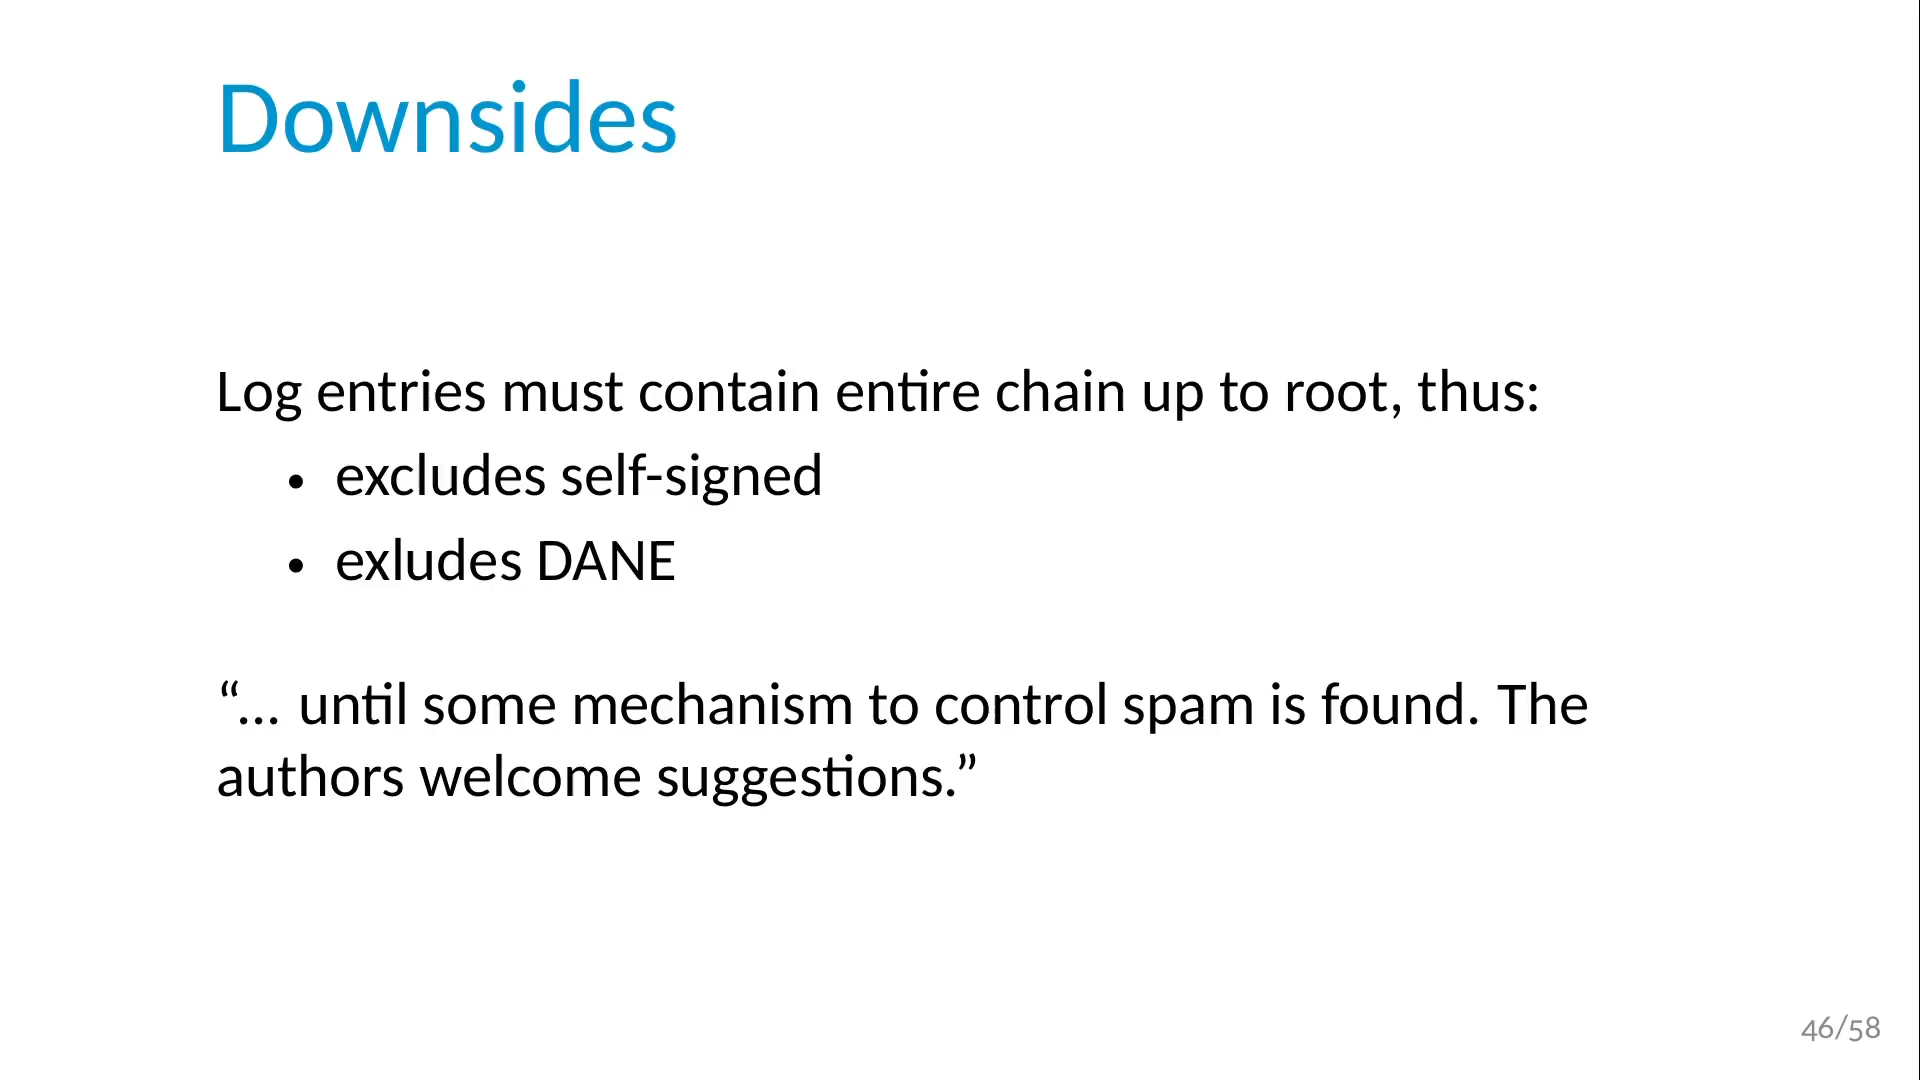 Downsides
Log entries must contain entire chain up to root, thus:
• excludes self-signed
• exludes DANE
“... until some mechanism to control spam is found. The
authors welcome suggestions.”
46/58